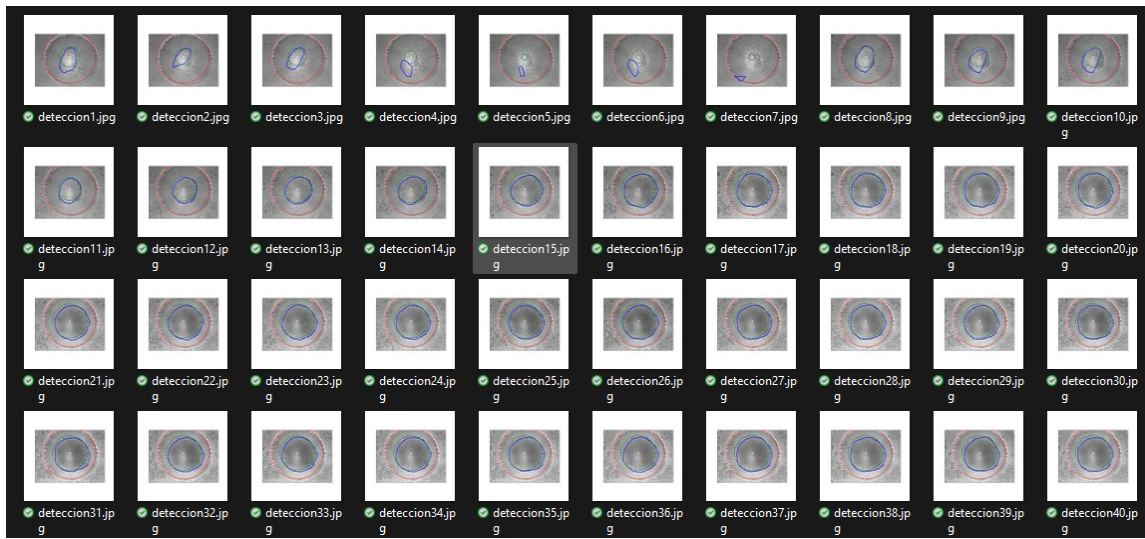 deteccion1.jpg deteccion2.jpg deteccion3.jpg deteccion4.jpg deteccion5.jpg deteccion6.jpg deteccion7.jpg deteccion8.jpg deteccion9.jpg deteccion10.jp
g
deteccion11.jp deteccion12.jp deteccion13.jp deteccion14.jp deteccion15.jp deteccion16.jp deteccion17.jp deteccion18.jp deteccion19.jp deteccion20.jp
g g g g g g g g g g
deteccion21.jp deteccion22.jp deteccion23.jp deteccion24.jp deteccion25.jp deteccion26.jp deteccion27.jp deteccion28.jp deteccion29.jp deteccion30.jp
g g g g g g g g g g
deteccion31.jp deteccion32.jp deteccion33.jp deteccion34.jp deteccion35.jp deteccion36.jp deteccion37.jp deteccion38.jp deteccion39.jp deteccion40.jp
g g g g g g g g g g